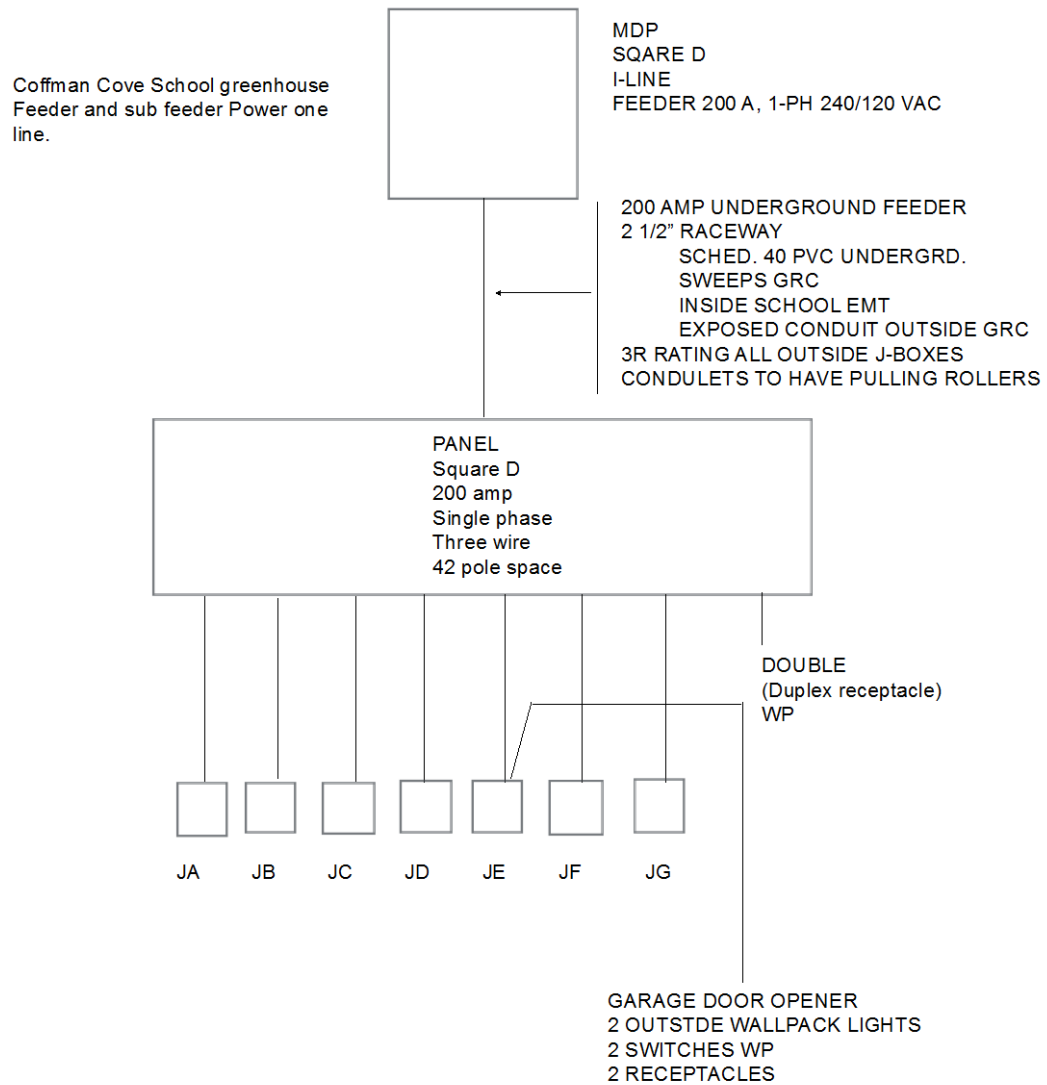 MDP
SQARE D
I-LINE
FEEDER 200 A, 1-PH 240/120 VAC
Coffman Cove School greenhouse
Feeder and sub feeder Power one
line.
200 AMP UNDERGROUND FEEDER
2 1/2” RACEWAY
SCHED. 40 PVC UNDERGRD.
SWEEPS GRC
INSIDE SCHOOL EMT
EXPOSED CONDUIT OUTSIDE GRC
3R RATING ALL OUTSIDE J-BOXES
CONDULETS TO HAVE PULLING ROLLERS
PANEL
Square D
200 amp
Single phase
Three wire
42 pole space
DOUBLE
(Duplex receptacle)
WP
JA JB JC JD JE JF JG
GARAGE DOOR OPENER
2 OUTSTDE WALLPACK LIGHTS
2 SWITCHES WP
2 RECEPTACLES